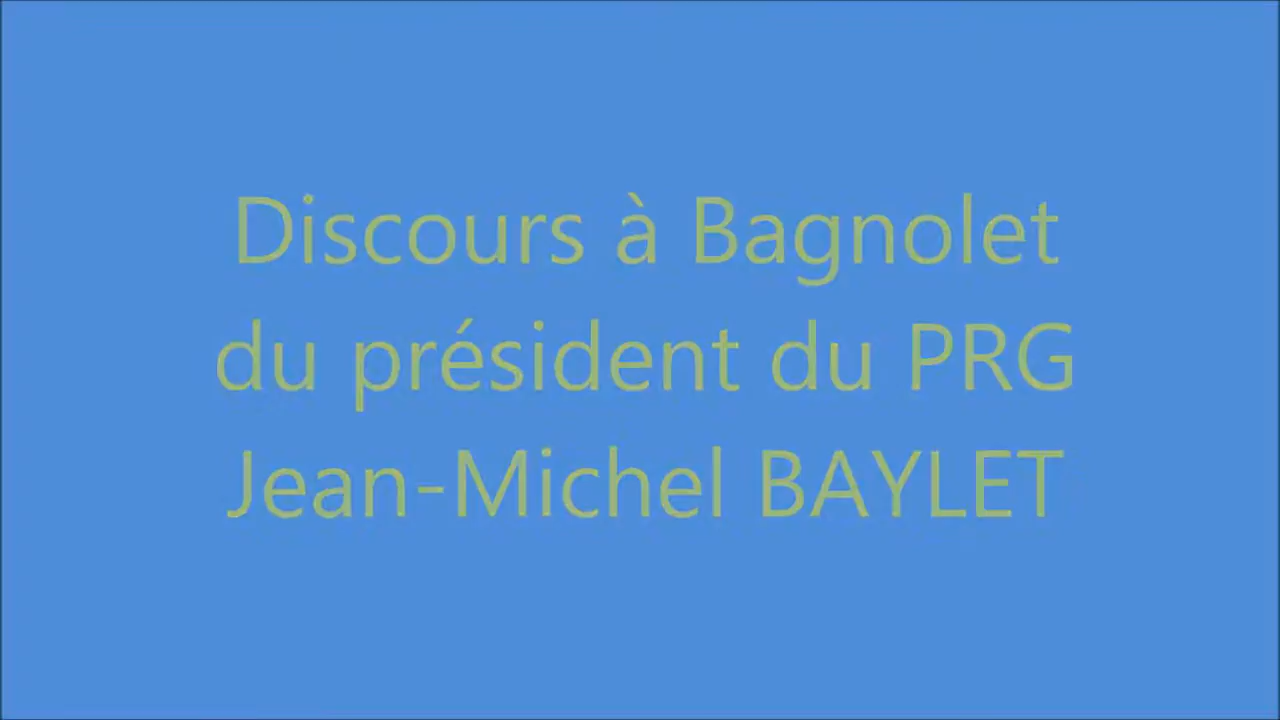 Discours à Bagnolet
du président du PRG
Jean-Michel BAYLET